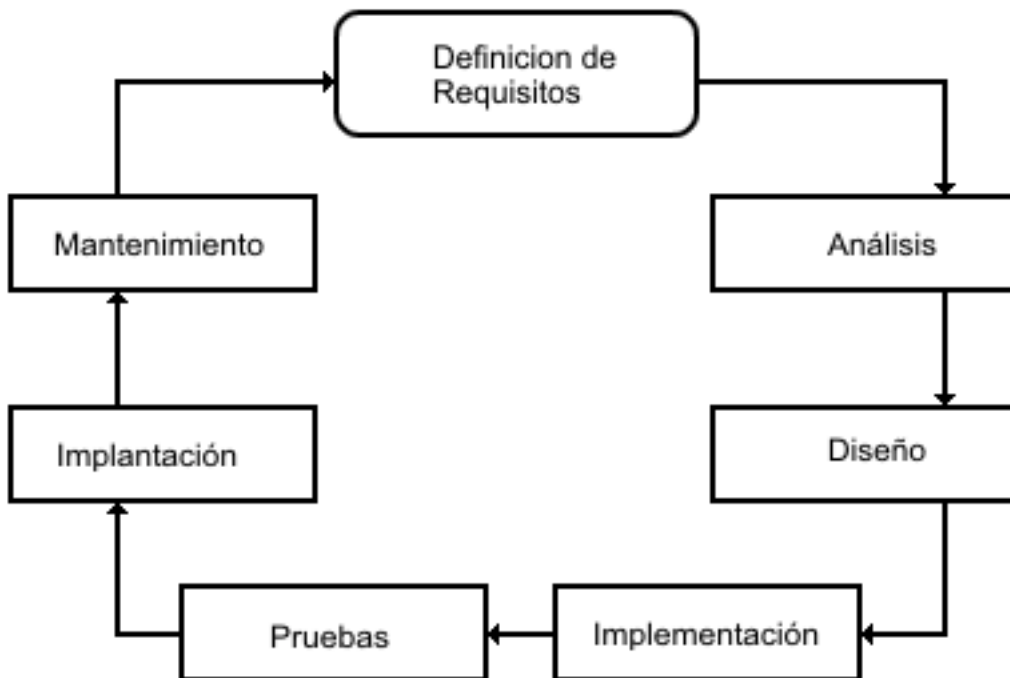 Definicion de
Requisitos
Mantenimiento
Análisis
Implantación
Diseño
Pruebas
Implementación